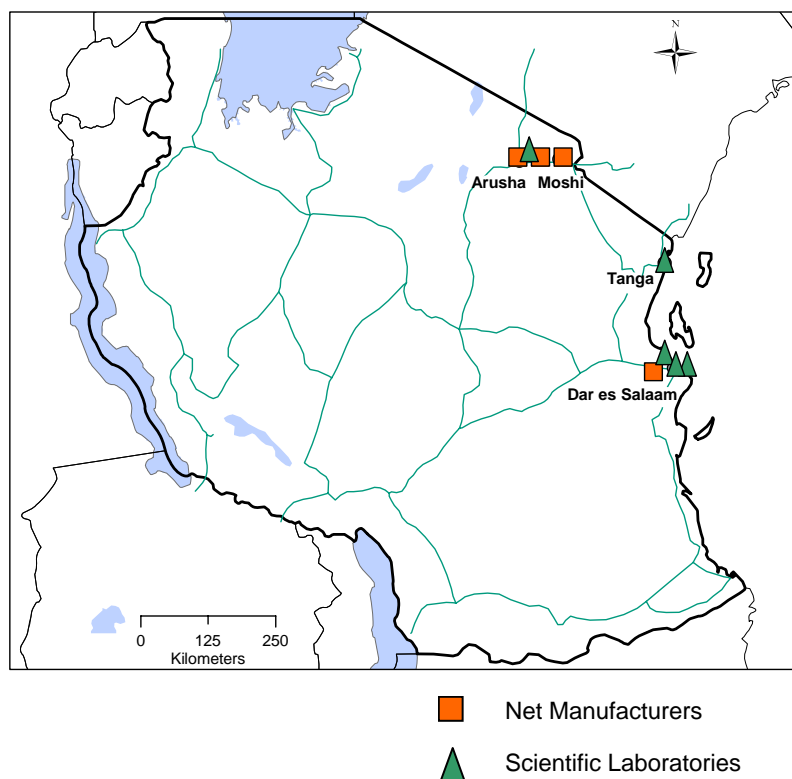 N
Arusha Moshi
Tanga
Dar es Salaam
0 125 250
Kilometers
Net Manufacturers
Scientific Laboratories